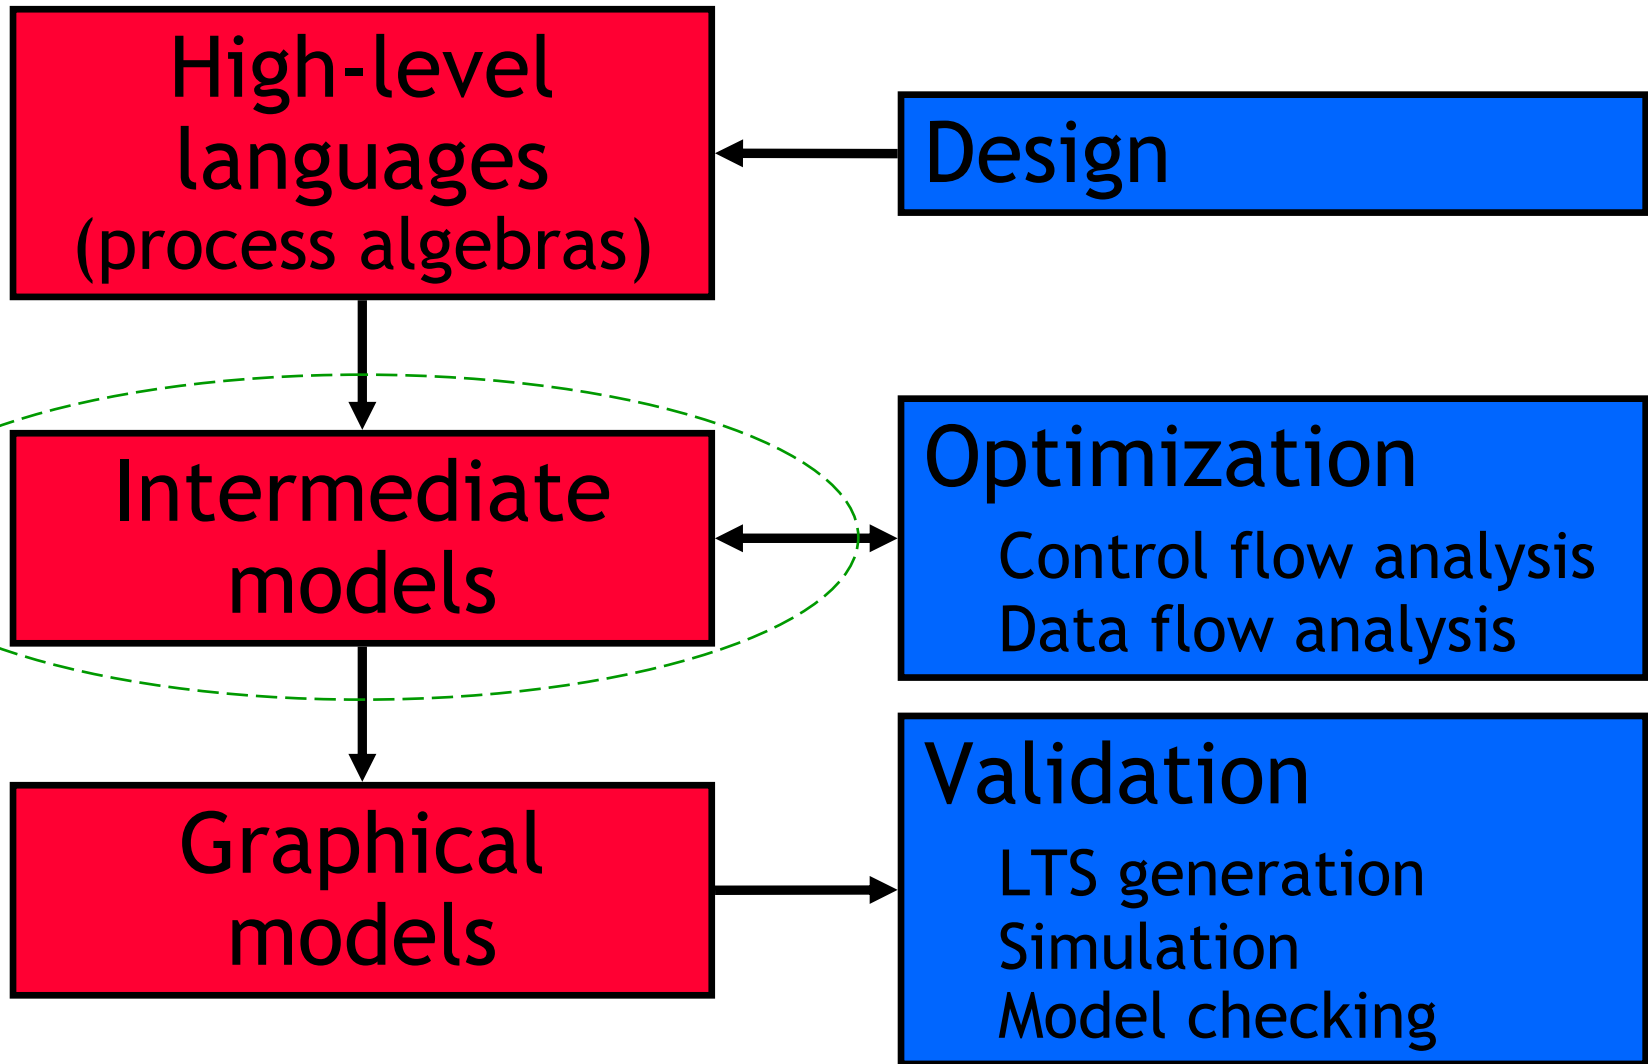 High-level
languages
(process algebras)
Design
Intermediate
models
Optimization
Control flow analysis
Data flow analysis
Graphical
models
Validation
LTS generation
Simulation
Model checking